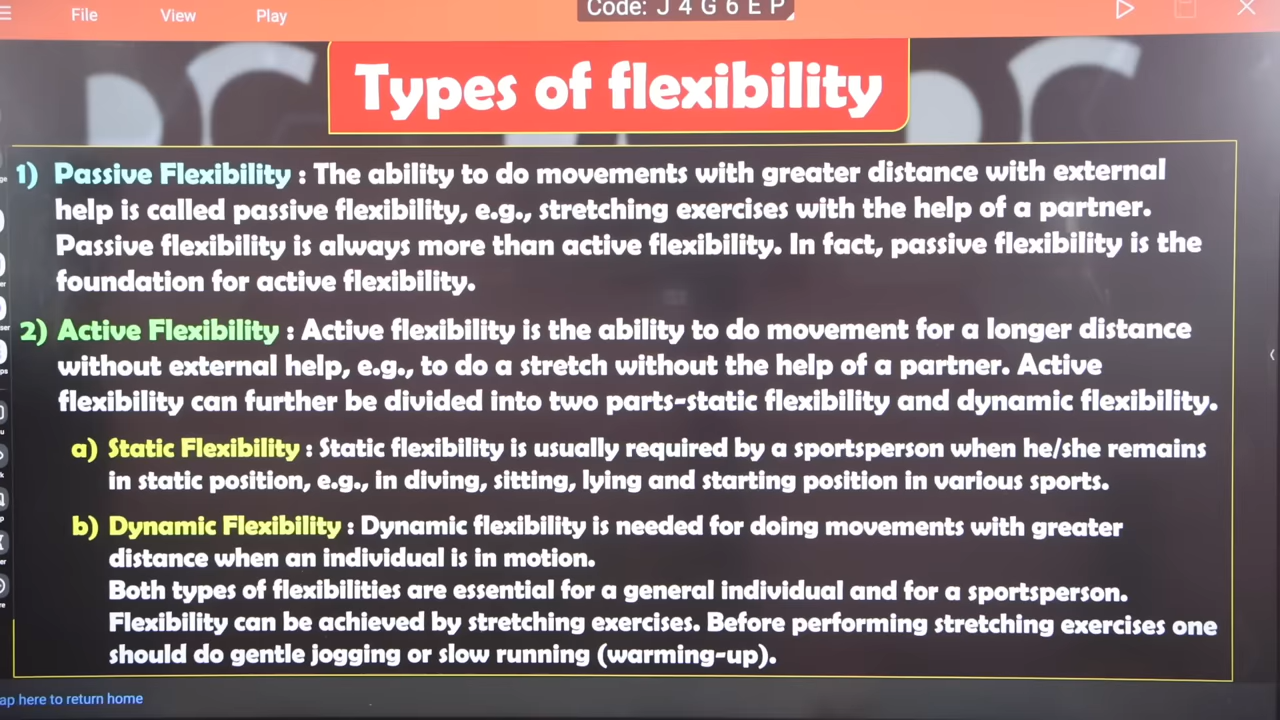 File View Play
Code: J 4 G 6 E P
Types of flexibility
1) Passive Flexibility : The ability to do movements with greater distance with external
help is called passive flexibility, e.g., stretching exercises with the help of a partner.
Passive flexibility is always more than active flexibility. In fact, passive flexibility is the
foundation for active flexibility.
2) Active Flexibility : Active flexibility is the ability to do movement for a longer distance
without external help, e.g., to do a stretch without the help of a partner. Active
flexibility can further be divided into two parts-static flexibility and dynamic flexibility.
a) Static Flexibility : Static flexibility is usually required by a sportsperson when he/she remains
in static position, e.g., in diving, sitting, lying and starting position in various sports.
b) Dynamic Flexibility : Dynamic flexibility is needed for doing movements with greater
distance when an individual is in motion.
Both types of flexibilities are essential for a general individual and for a sportsperson.
Flexibility can be achieved by stretching exercises. Before performing stretching exercises one
should do gentle jogging or slow running (warming-up).
ap here to return home